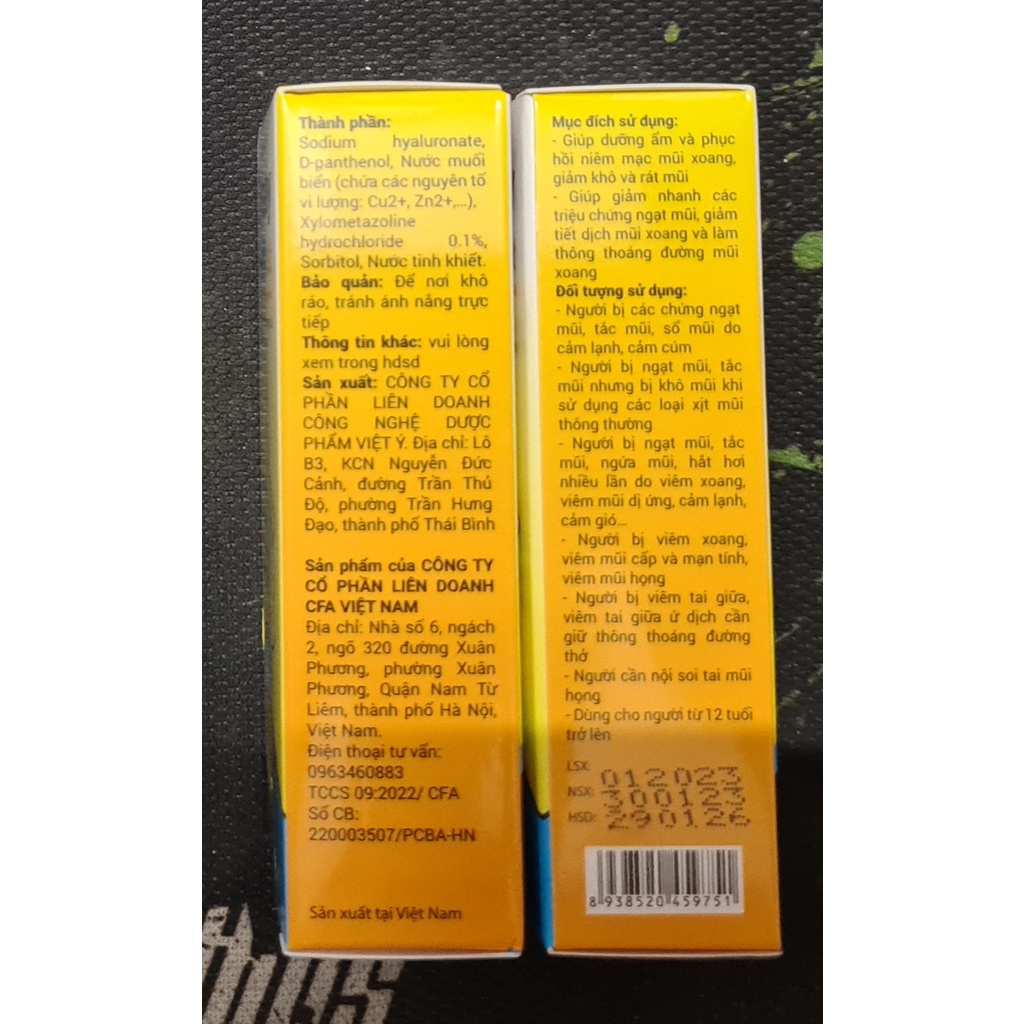 Thành phần:
Sodium hyaluronate,
D-panthenol, Nước muối
biển (chứa các nguyên tố
vi lượng: Cu2+, Zn2+,...),
Xylometazoline
hydrochloride 0.1%,
Sorbitol, Nước tinh khiết.
Bảo quản: Để nơi khô
ráo, tránh ánh nắng trực
tiếp
Thông tin khác: vui lòng
xem trong hdsd
Sản xuất: CÔNG TY CỔ
PHẦN LIÊN DOANH
CÔNG NGHỆ DƯỢC
PHẨM VIỆT Ý. Địa chỉ: Lô
B3, KCN Nguyễn Đức
Cảnh, đường Trần Thủ
Độ, phường Trần Hưng
Đạo, thành phố Thái Bình
Sản phẩm của CÔNG TY
CỔ PHẦN LIÊN DOANH
CFA VIỆT NAM
Địa chỉ: Nhà số 6, ngách
2, ngõ 320 đường Xuân
Phương, phường Xuân
Phương, Quận Nam Từ
Liêm, thành phố Hà Nội,
Việt Nam.
Điện thoại tư vấn:
0963460883
TCCS 09:2022/ CFA
Số CB:
220003507/PCBA-HN
Sản xuất tại Việt Nam
Mục đích sử dụng:
- Giúp dưỡng ẩm và phục
hồi niêm mạc mũi xoang,
giảm khô và rát mũi
- Giúp giảm nhanh các
triệu chứng ngạt mũi, giảm
tiết dịch mũi xoang và làm
thông thoáng đường mũi
xoang
Đối tượng sử dụng:
- Người bị các chứng ngạt
mũi, tắc mũi, sổ mũi do
cảm lạnh, cảm cúm
- Người bị ngạt mũi, tắc
mũi nhưng bị khô mũi khi
sử dụng các loại xịt mũi
thông thường
- Người bị ngạt mũi, tắc
mũi, ngứa mũi, hắt hơi
nhiều lần do viêm xoang,
viêm mũi dị ứng, cảm lạnh,
cảm gió...
- Người bị viêm xoang,
viêm mũi cấp và mạn tính,
viêm mũi họng
- Người bị viêm tai giữa,
viêm tai giữa ứ dịch cần
giữ thông thoáng đường
thở
- Người cần nội soi tai mũi
họng
- Dùng cho người từ 12 tuổi
trở lên
LSX: 012023
NSX: 300123
HSD: 290126
8 938520 459751